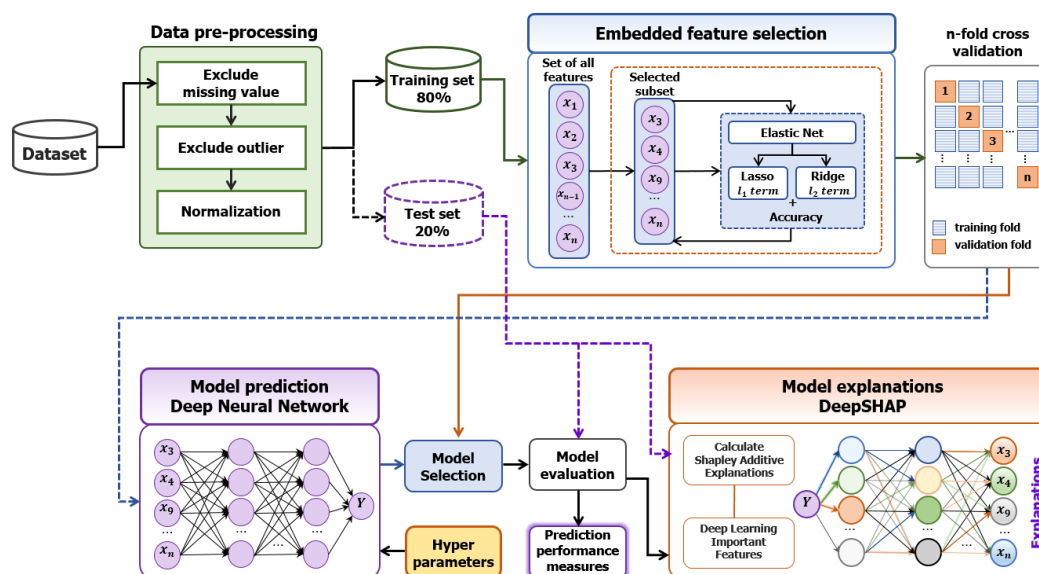 Data pre-processing
Exclude
missing value
Exclude outlier
Normalization
Dataset
Training set
80%
Test set
20%
Embedded feature selection
Set of all
features
x₁
x₂
x₃
xₙ₋₁
...
xₙ
Selected
subset
x₃
x₄
x₉
...
xₙ
Elastic Net
Lasso
l₁ term
Ridge
l₂ term
+
Accuracy
n-fold cross
validation
1
2
3
...
n
training fold
validation fold
Model prediction
Deep Neural Network
x₃
x₄
x₉
...
xₙ
...
...
Y
Model
Selection
Hyper
parameters
Model
evaluation
Prediction
performance
measures
Model explanations
DeepSHAP
Calculate
Shapley Additive
Explanations
Deep Learning
Important
Features
Y
...
...
...
x₃
x₄
x₉
...
xₙ
Explanations